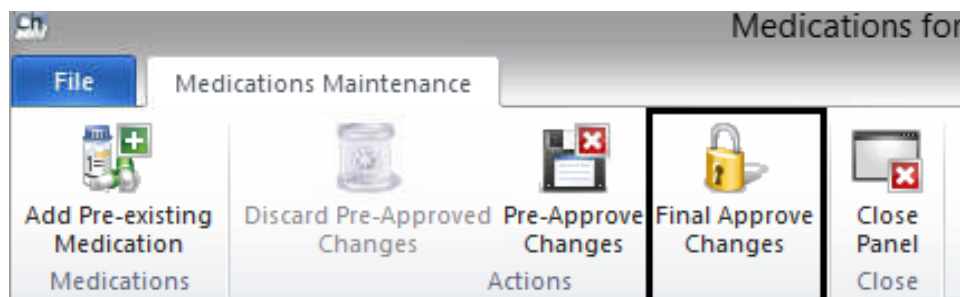 Medications for
File
Medications Maintenance
Add Pre-existing
Medication
Discard Pre-Approved
Changes
Pre-Approve
Changes
Final Approve
Changes
Close
Panel
Medications
Actions
Close